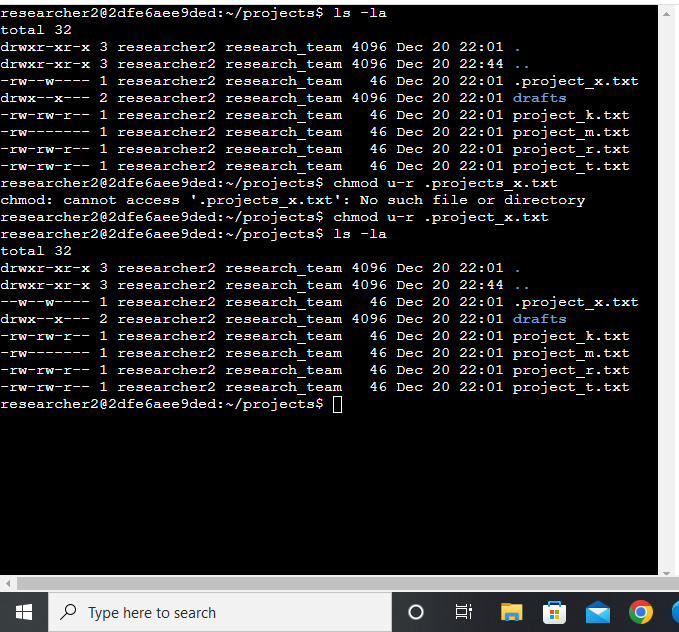 researcher2@2dfe6aee9ded:~/projects$ ls -la
total 32
drwxr-xr-x 3 researcher2 research_team 4096 Dec 20 22:01 .
drwxr-xr-x 3 researcher2 research_team 4096 Dec 20 22:44 ..
-rw--w---- 1 researcher2 research_team   46 Dec 20 22:01 .project_x.txt
drwx--x--- 2 researcher2 research_team 4096 Dec 20 22:01 drafts
-rw-rw-r-- 1 researcher2 research_team   46 Dec 20 22:01 project_k.txt
-rw------- 1 researcher2 research_team   46 Dec 20 22:01 project_m.txt
-rw-rw-r-- 1 researcher2 research_team   46 Dec 20 22:01 project_r.txt
-rw-rw-r-- 1 researcher2 research_team   46 Dec 20 22:01 project_t.txt
researcher2@2dfe6aee9ded:~/projects$ chmod u-r .projects_x.txt
chmod: cannot access '.projects_x.txt': No such file or directory
researcher2@2dfe6aee9ded:~/projects$ chmod u-r .project_x.txt
researcher2@2dfe6aee9ded:~/projects$ ls -la
total 32
drwxr-xr-x 3 researcher2 research_team 4096 Dec 20 22:01 .
drwxr-xr-x 3 researcher2 research_team 4096 Dec 20 22:44 ..
--w--w---- 1 researcher2 research_team   46 Dec 20 22:01 .project_x.txt
drwx--x--- 2 researcher2 research_team 4096 Dec 20 22:01 drafts
-rw-rw-r-- 1 researcher2 research_team   46 Dec 20 22:01 project_k.txt
-rw------- 1 researcher2 research_team   46 Dec 20 22:01 project_m.txt
-rw-rw-r-- 1 researcher2 research_team   46 Dec 20 22:01 project_r.txt
-rw-rw-r-- 1 researcher2 research_team   46 Dec 20 22:01 project_t.txt
researcher2@2dfe6aee9ded:~/projects$
Type here to search